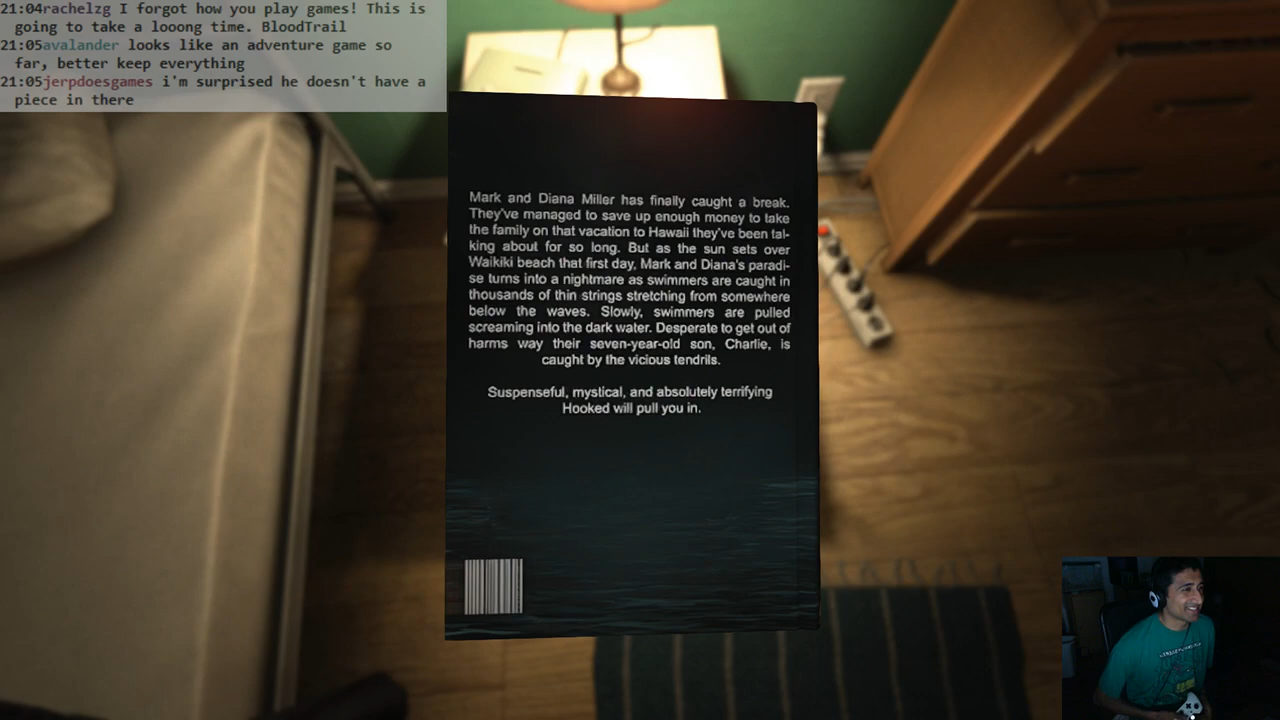 21:04rachelzg I forgot how you play games! This is
going to take a looong time. BloodTrail
21:05avalander looks like an adventure game so
far, better keep everything
21:05jerpdoesgames i'm surprised he doesn't have a
piece in there
Mark and Diana Miller has finally caught a break.
They've managed to save up enough money to take
the family on that vacation to Hawaii they've been tal-
king about for so long. But as the sun sets over
Waikiki beach that first day, Mark and Diana's paradi-
se turns into a nightmare as swimmers are caught in
thousands of thin strings stretching from somewhere
below the waves. Slowly, swimmers are pulled
screaming into the dark water. Desperate to get out of
harms way their seven-year-old son, Charlie, is
caught by the vicious tendrils.
Suspenseful, mystical, and absolutely terrifying
Hooked will pull you in.